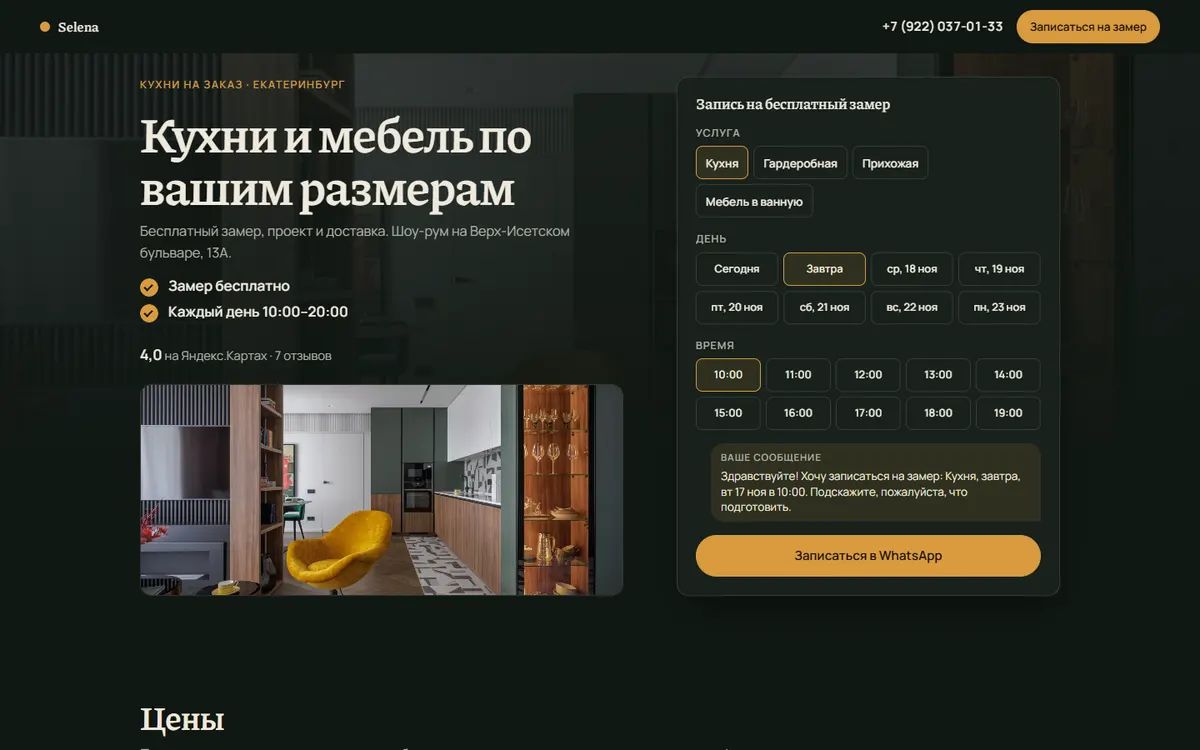 Selena
+7 (922) 037-01-33
Записаться на замер
КУХНИ НА ЗАКАЗ · ЕКАТЕРИНБУРГ
Кухни и мебель по
вашим размерам
Бесплатный замер, проект и доставка. Шоу-рум на Верх-Исетском
бульваре, 13А.
Замер бесплатно
Каждый день 10:00–20:00
4,0 на Яндекс.Картах · 7 отзывов
Запись на бесплатный замер
УСЛУГА
Кухня Гардеробная Прихожая
Мебель в ванную
ДЕНЬ
Сегодня Завтра ср, 18 ноя чт, 19 ноя
пт, 20 ноя сб, 21 ноя вс, 22 ноя пн, 23 ноя
ВРЕМЯ
10:00 11:00 12:00 13:00 14:00
15:00 16:00 17:00 18:00 19:00
ВАШЕ СООБЩЕНИЕ
Здравствуйте! Хочу записаться на замер: Кухня, завтра,
вт 17 ноя в 10:00. Подскажите, пожалуйста, что
подготовить.
Записаться в WhatsApp
Цены